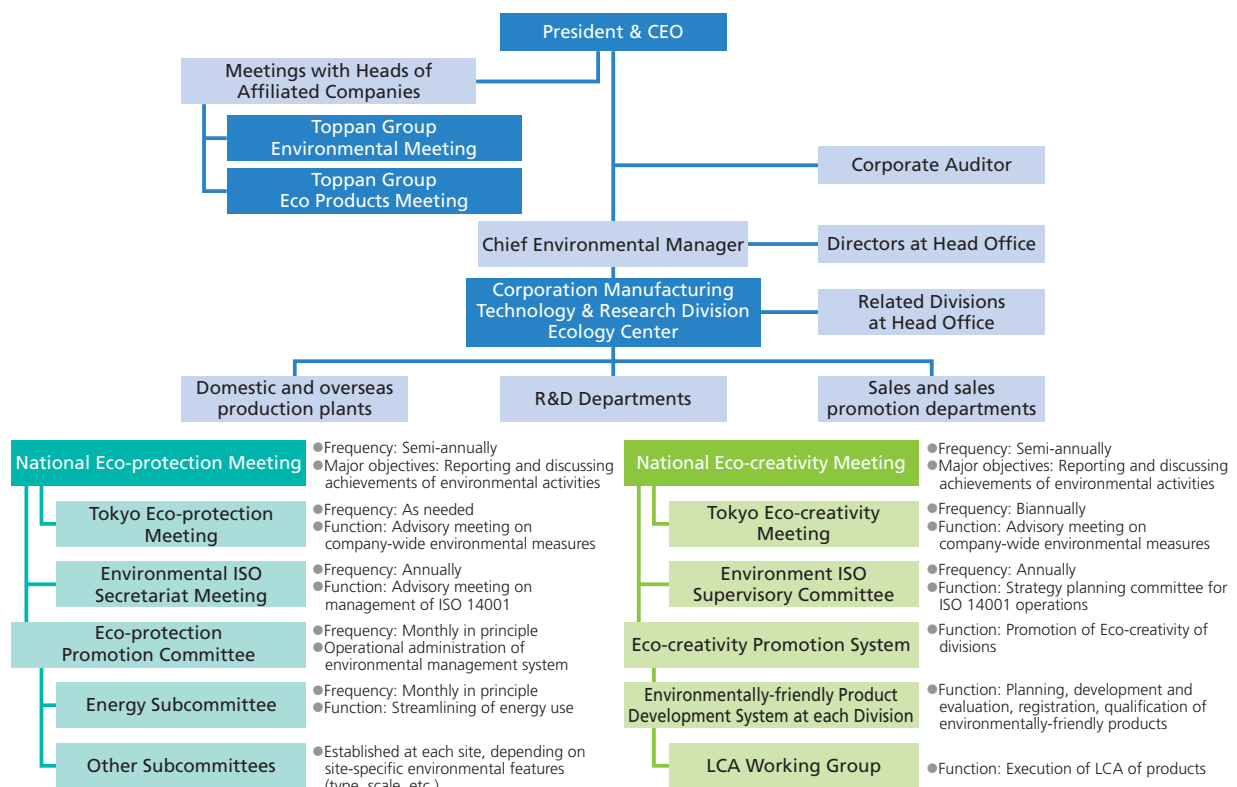 President & CEO
Meetings with Heads of
Affiliated Companies
Toppan Group
Environmental Meeting
Toppan Group
Eco Products Meeting
Corporate Auditor
Chief Environmental Manager
Directors at Head Office
Corporation Manufacturing
Technology & Research Division
Ecology Center
Related Divisions
at Head Office
Domestic and overseas
production plants
R&D Departments
Sales and sales
promotion departments
National Eco-protection Meeting
●Frequency: Semi-annually
●Major objectives: Reporting and discussing
achievements of environmental activities
Tokyo Eco-protection
Meeting
●Frequency: As needed
●Function: Advisory meeting on
company-wide environmental measures
Environmental ISO
Secretariat Meeting
●Frequency: Annually
●Function: Advisory meeting on
management of ISO 14001
Eco-protection
Promotion Committee
●Frequency: Monthly in principle
●Operational administration of
environmental management system
Energy Subcommittee
●Frequency: Monthly in principle
●Function: Streamlining of energy use
Other Subcommittees
●Established at each site, depending on
site-specific environmental features
(type, scale, etc.)
National Eco-creativity Meeting
●Frequency: Semi-annually
●Major objectives: Reporting and discussing
achievements of environmental activities
Tokyo Eco-creativity
Meeting
●Frequency: Biannually
●Function: Advisory meeting on
company-wide environmental measures
Environment ISO
Supervisory Committee
●Frequency: Annually
●Function: Strategy planning committee for
ISO 14001 operations
Eco-creativity Promotion System
●Function: Promotion of Eco-creativity of
divisions
Environmentally-friendly Product
Development System at each Division
●Function: Planning, development and
evaluation, registration, qualification of
environmentally-friendly products
LCA Working Group
●Function: Execution of LCA of products